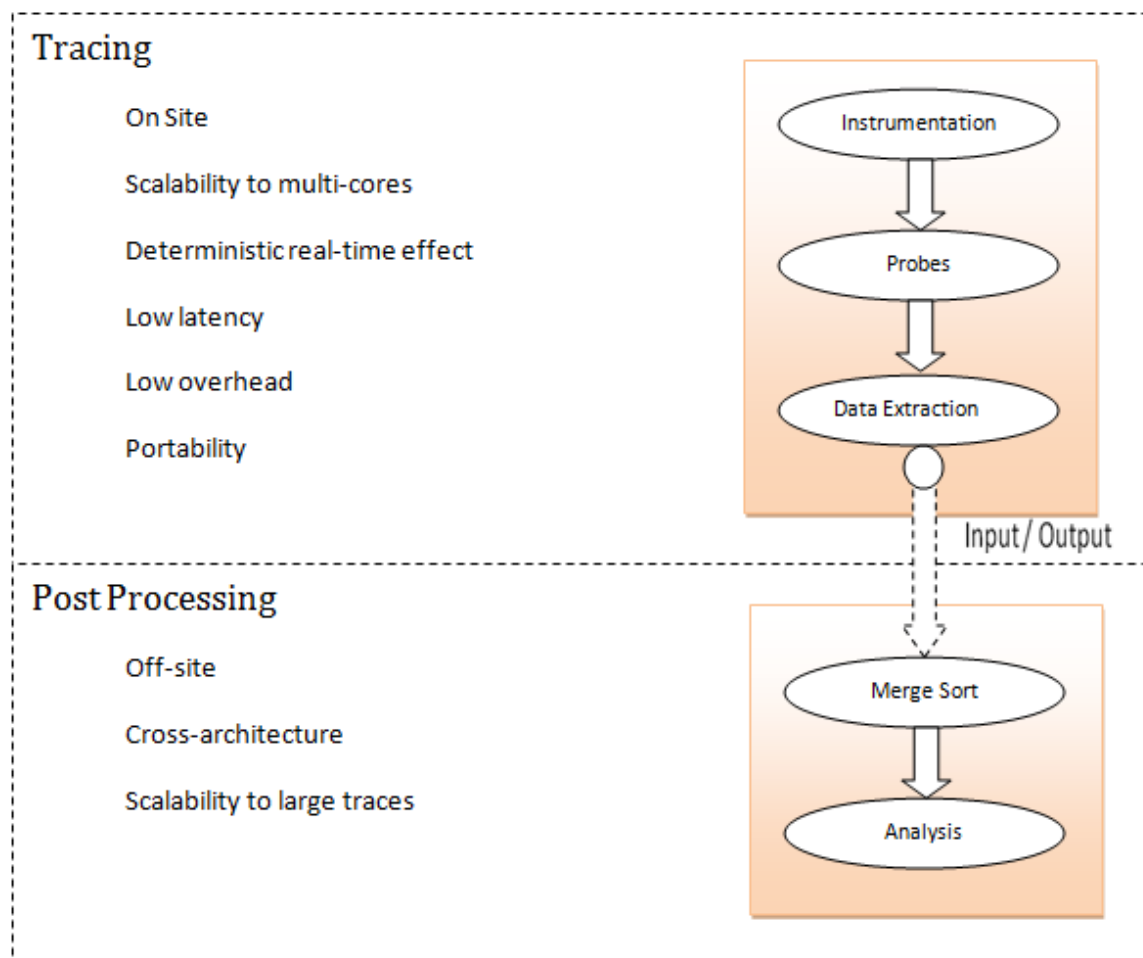 Tracing
On Site
Scalability to multi-cores
Deterministic real-time effect
Low latency
Low overhead
Portability
Instrumentation
Probes
Data Extraction
Input / Output
Post Processing
Off-site
Cross-architecture
Scalability to large traces
Merge Sort
Analysis